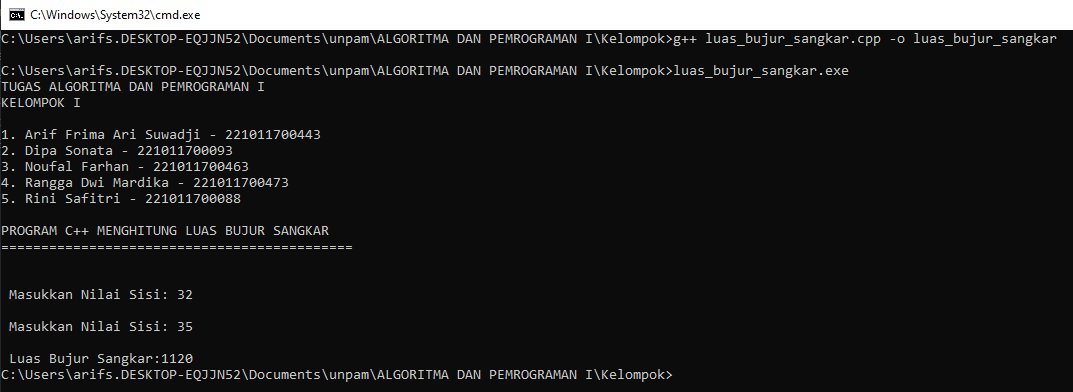 C:\Windows\System32\cmd.exe
C:\Users\arifs.DESKTOP-EQJJN52\Documents\unpam\ALGORITMA DAN PEMROGRAMAN I\Kelompok>g++ luas_bujur_sangkar.cpp -o luas_bujur_sangkar
C:\Users\arifs.DESKTOP-EQJJN52\Documents\unpam\ALGORITMA DAN PEMROGRAMAN I\Kelompok>luas_bujur_sangkar.exe
TUGAS ALGORITMA DAN PEMROGRAMAN I
KELOMPOK I
1. Arif Frima Ari Suwadji - 221011700443
2. Dipa Sonata - 221011700093
3. Noufal Farhan - 221011700463
4. Rangga Dwi Mardika - 221011700473
5. Rini Safitri - 221011700088
PROGRAM C++ MENGHITUNG LUAS BUJUR SANGKAR
============================================
Masukkan Nilai Sisi: 32
Masukkan Nilai Sisi: 35
Luas Bujur Sangkar:1120
C:\Users\arifs.DESKTOP-EQJJN52\Documents\unpam\ALGORITMA DAN PEMROGRAMAN I\Kelompok>